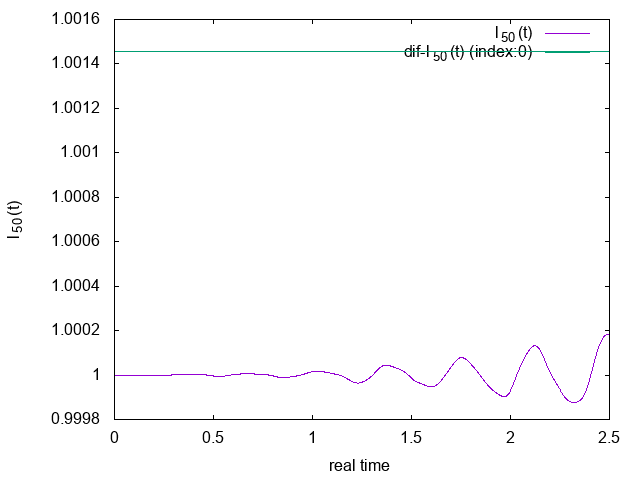 1.0016
1.0014
1.0012
1.001
1.0008
1.0006
1.0004
1.0002
1
0.9998
I50(t)
I50(t)
dif-I50(t) (index:0)
0 0.5 1 1.5 2 2.5
real time